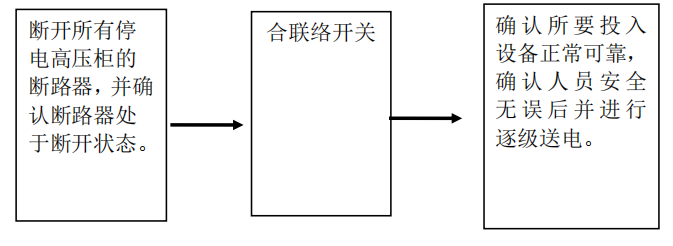 断开所有停
电高压柜的
断路器，并确
认断路器处
于断开状态。
合联络开关
确认所要投入
设备正常可靠，
确认人员安全
无误后并进行
逐级送电。